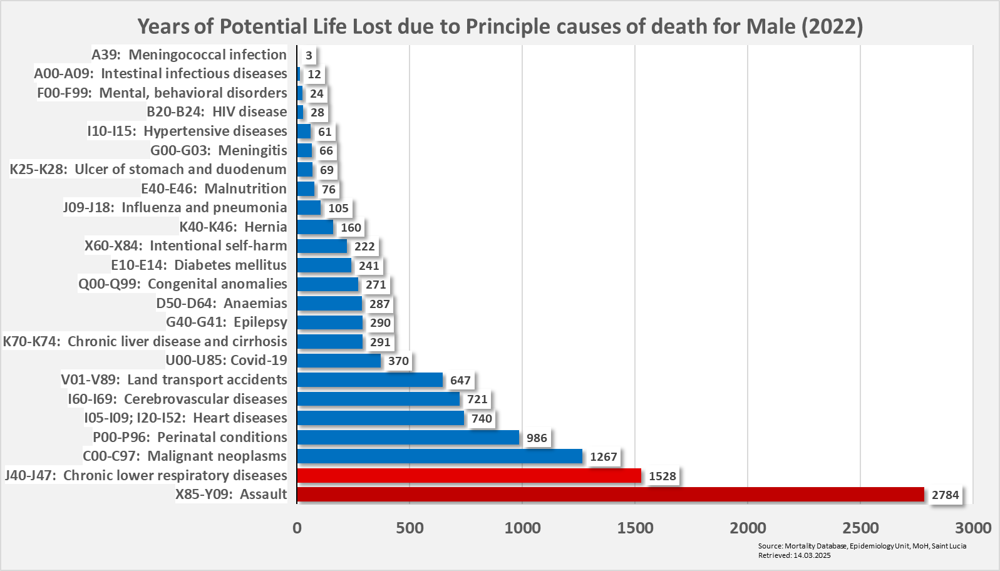 Years of Potential Life Lost due to Principle causes of death for Male (2022)
A39: Meningococcal infection 3
A00-A09: Intestinal infectious diseases 12
F00-F99: Mental, behavioral disorders 24
B20-B24: HIV disease 28
I10-I15: Hypertensive diseases 61
G00-G03: Meningitis 66
K25-K28: Ulcer of stomach and duodenum 69
E40-E46: Malnutrition 76
J09-J18: Influenza and pneumonia 105
K40-K46: Hernia 160
X60-X84: Intentional self-harm 222
E10-E14: Diabetes mellitus 241
Q00-Q99: Congenital anomalies 271
D50-D64: Anaemias 287
G40-G41: Epilepsy 290
K70-K74: Chronic liver disease and cirrhosis 291
U00-U85: Covid-19 370
V01-V89: Land transport accidents 647
I60-I69: Cerebrovascular diseases 721
I05-I09; I20-I52: Heart diseases 740
P00-P96: Perinatal conditions 986
C00-C97: Malignant neoplasms 1267
J40-J47: Chronic lower respiratory diseases 1528
X85-Y09: Assault 2784
0 500 1000 1500 2000 2500 3000
Source: Mortality Database, Epidemiology Unit, MoH, Saint Lucia
Retrieved: 14.03.2025